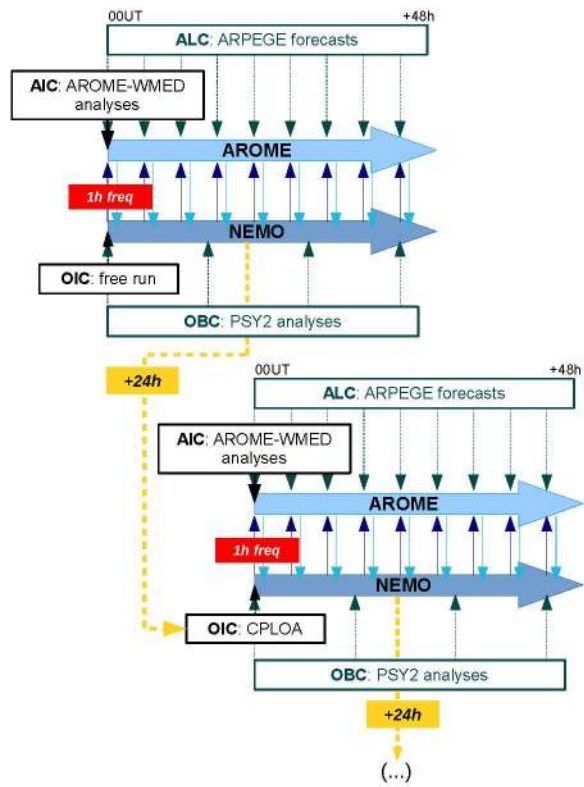 00UT +48h
ALC: ARPEGE forecasts
AIC: AROME-WMED
analyses
AROME
1h freq
NEMO
OIC: free run
OBC: PSY2 analyses
+24h
00UT +48h
ALC: ARPEGE forecasts
AIC: AROME-WMED
analyses
AROME
1h freq
NEMO
OIC: CPLOA
OBC: PSY2 analyses
+24h
(...)